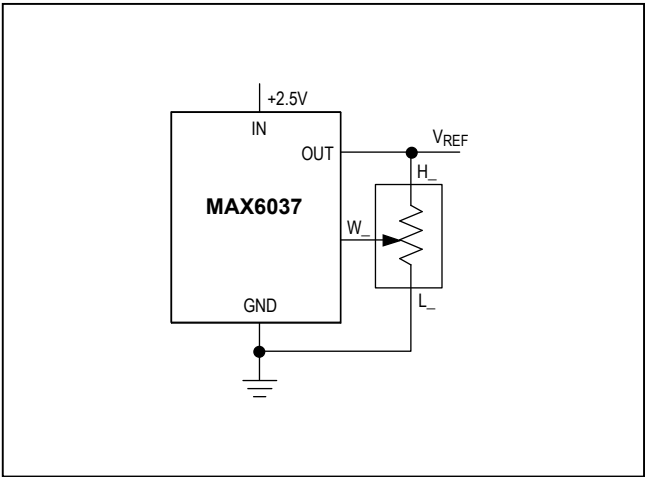 +2.5V
IN
OUT
VREF
H_
MAX6037
W_
L_
GND